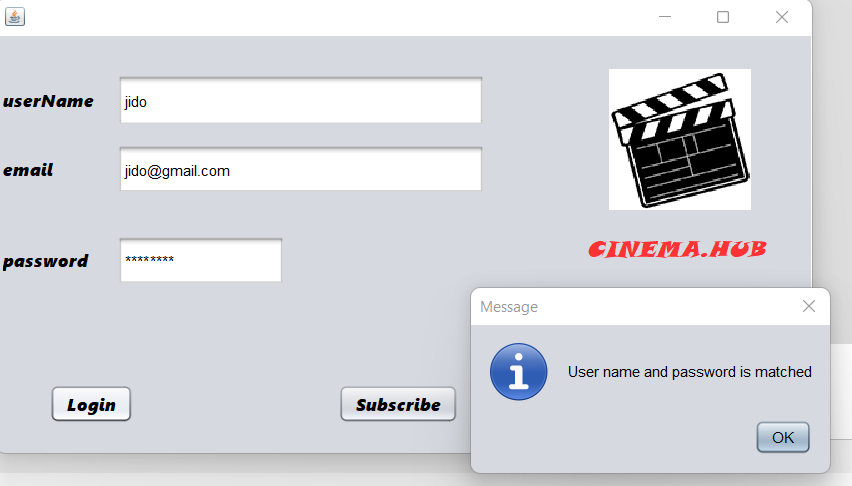 userName
jido
email
jido@gmail.com
password
********
CINEMA.HUB
Login
Subscribe
Message
User name and password is matched
OK